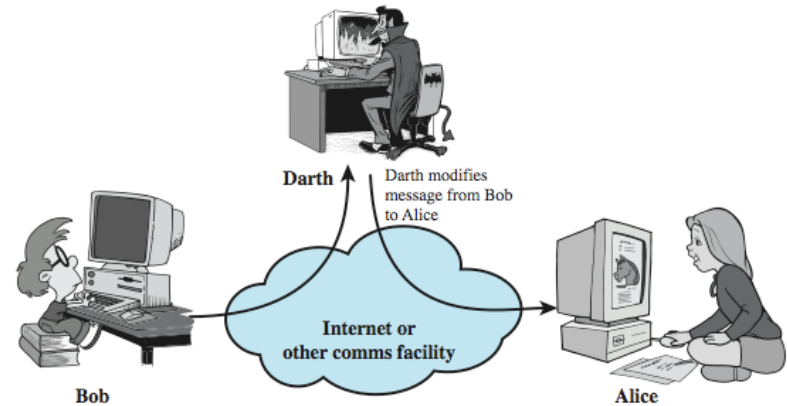 Darth
Darth modifies
message from Bob
to Alice
Internet or
other comms facility
Bob
Alice